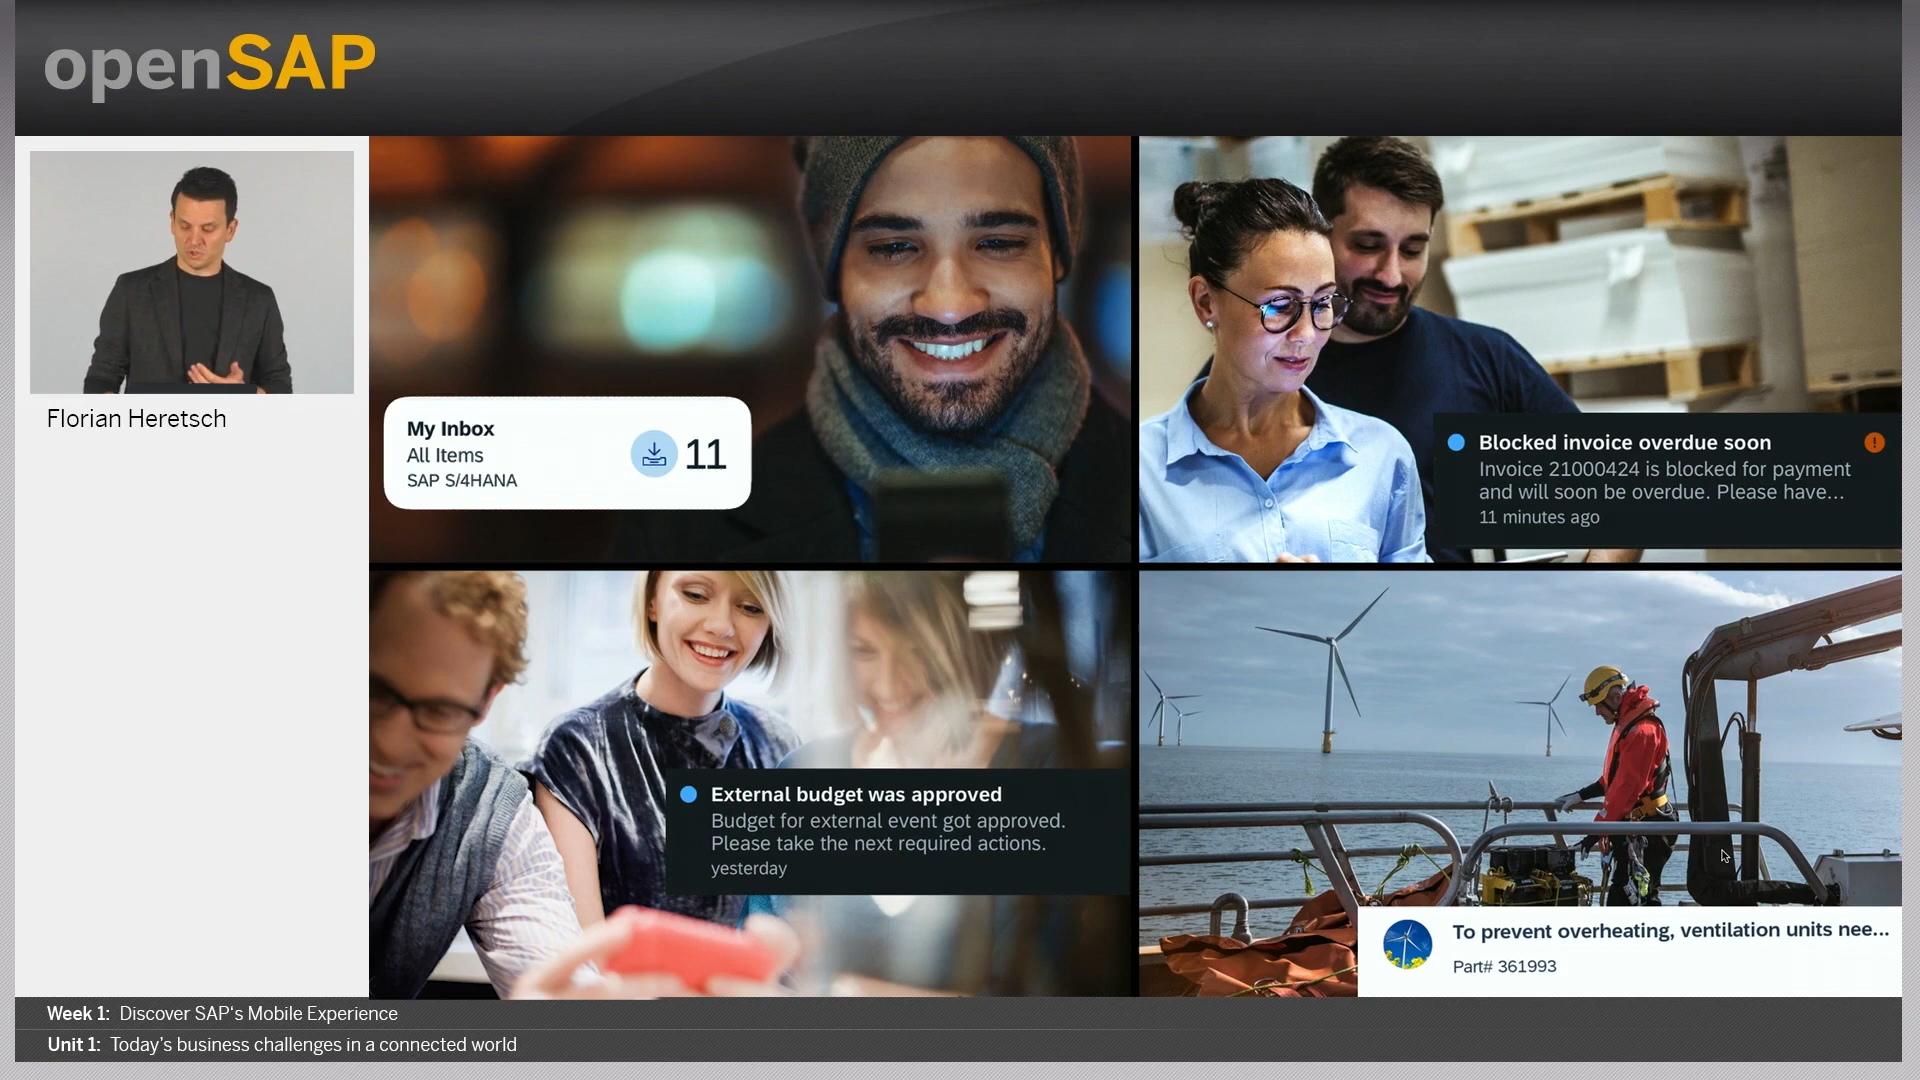 openSAP
Florian Heretsch
My Inbox
All Items
SAP S/4HANA
11
Blocked invoice overdue soon
Invoice 21000424 is blocked for payment
and will soon be overdue. Please have...
11 minutes ago
External budget was approved
Budget for external event got approved.
Please take the next required actions.
yesterday
To prevent overheating, ventilation units nee...
Part# 361993
Week 1: Discover SAP‘s Mobile Experience
Unit 1: Today’s business challenges in a connected world